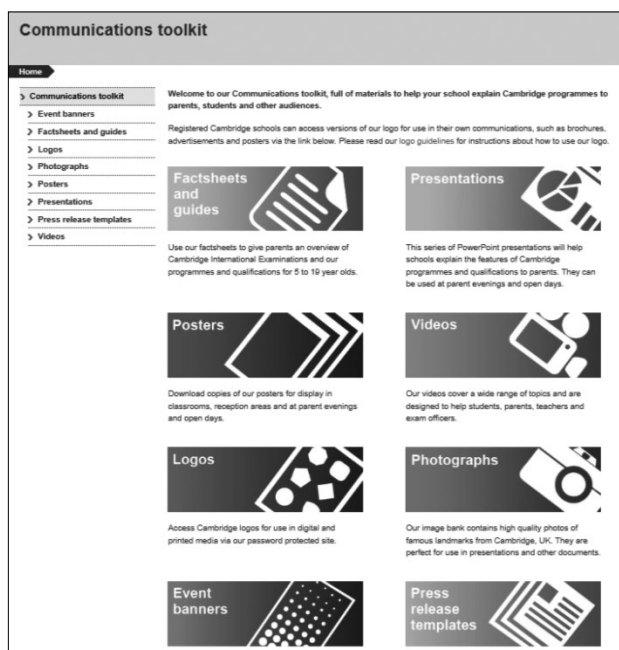 Communications toolkit
Home
Communications toolkit
Event banners
Factsheets and guides
Logos
Photographs
Posters
Presentations
Press release templates
Videos
Welcome to our Communications toolkit, full of materials to help your school explain Cambridge programmes to
parents, students and other audiences.
Registered Cambridge schools can access versions of our logo for use in their own communications, such as brochures,
advertisements and posters via the link below. Please read our logo guidelines for instructions about how to use our logo.
Factsheets
and
guides
Use our factsheets to give parents an overview of
Cambridge International Examinations and our
programmes and qualifications for 5 to 19 year olds.
Presentations
This series of PowerPoint presentations will help
schools explain the features of Cambridge
programmes and qualifications to parents. They can
be used at parent evenings and open days.
Posters
Download copies of our posters for display in
classrooms, reception areas and at parent evenings
and open days.
Videos
Our videos cover a wide range of topics and are
designed to help students, parents, teachers and
exam officers.
Logos
Access Cambridge logos for use in digital and
printed media via our password protected site.
Photographs
Our image bank contains high quality photos of
famous landmarks from Cambridge, UK. They are
perfect for use in presentations and other documents.
Event
banners
Press
release
templates